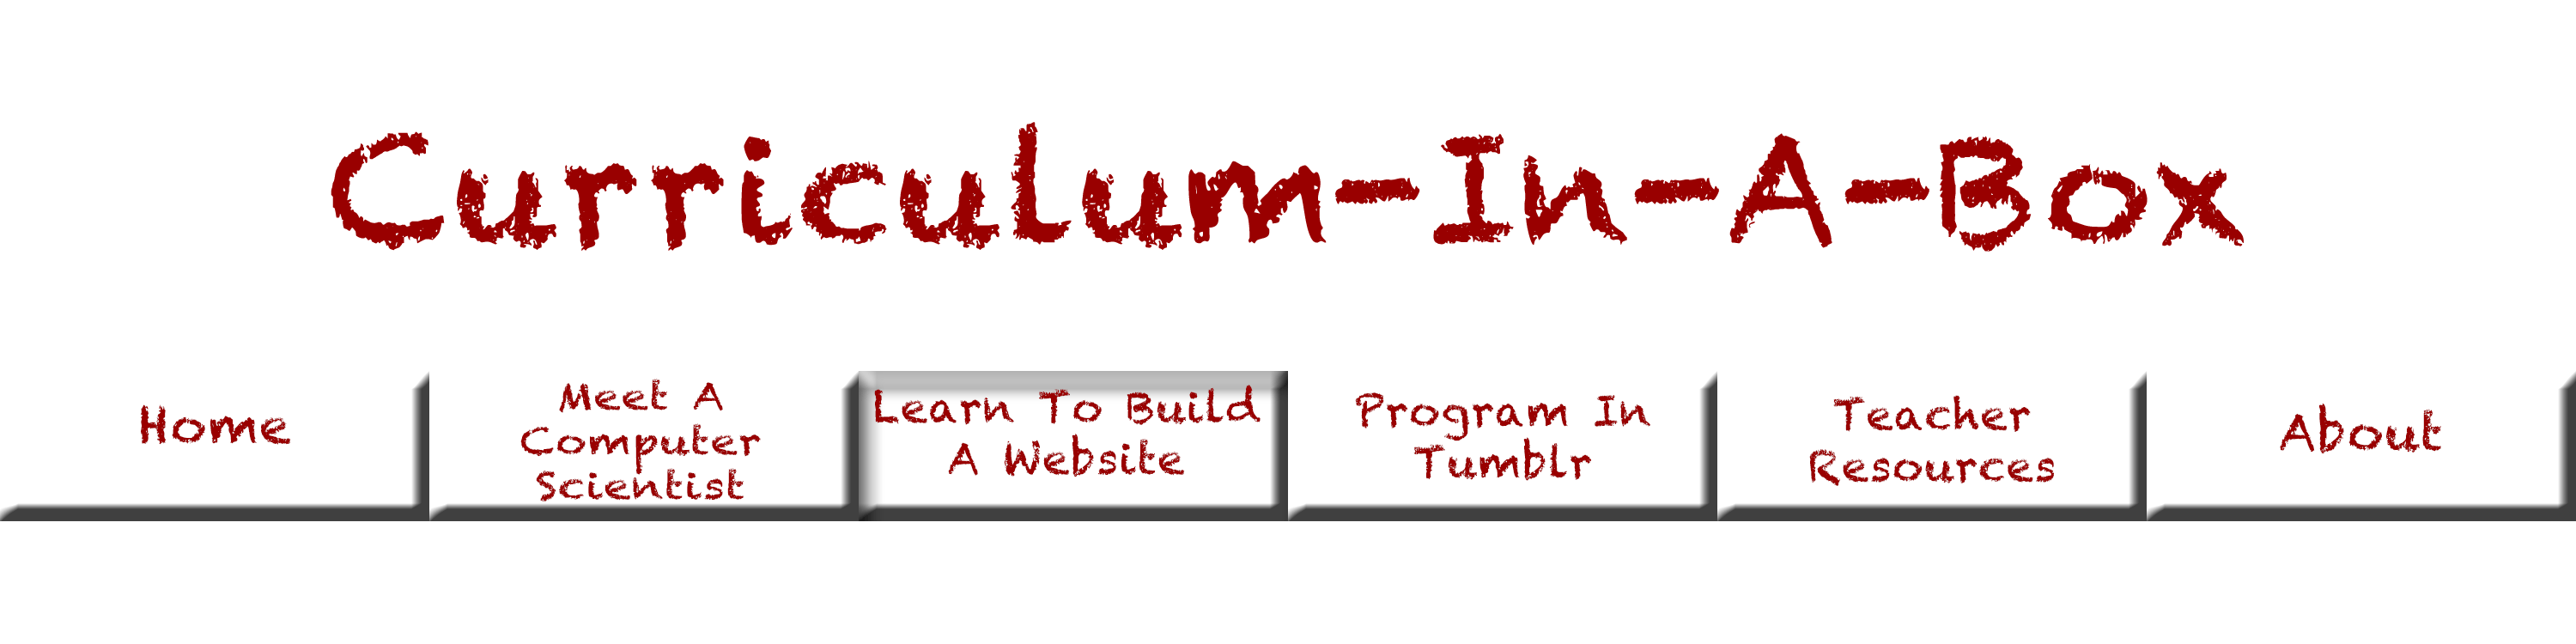 Curriculum-In-A-Box
Home
Meet A
Computer
Scientist
Learn To Build
A Website
Program In
Tumblr
Teacher
Resources
About